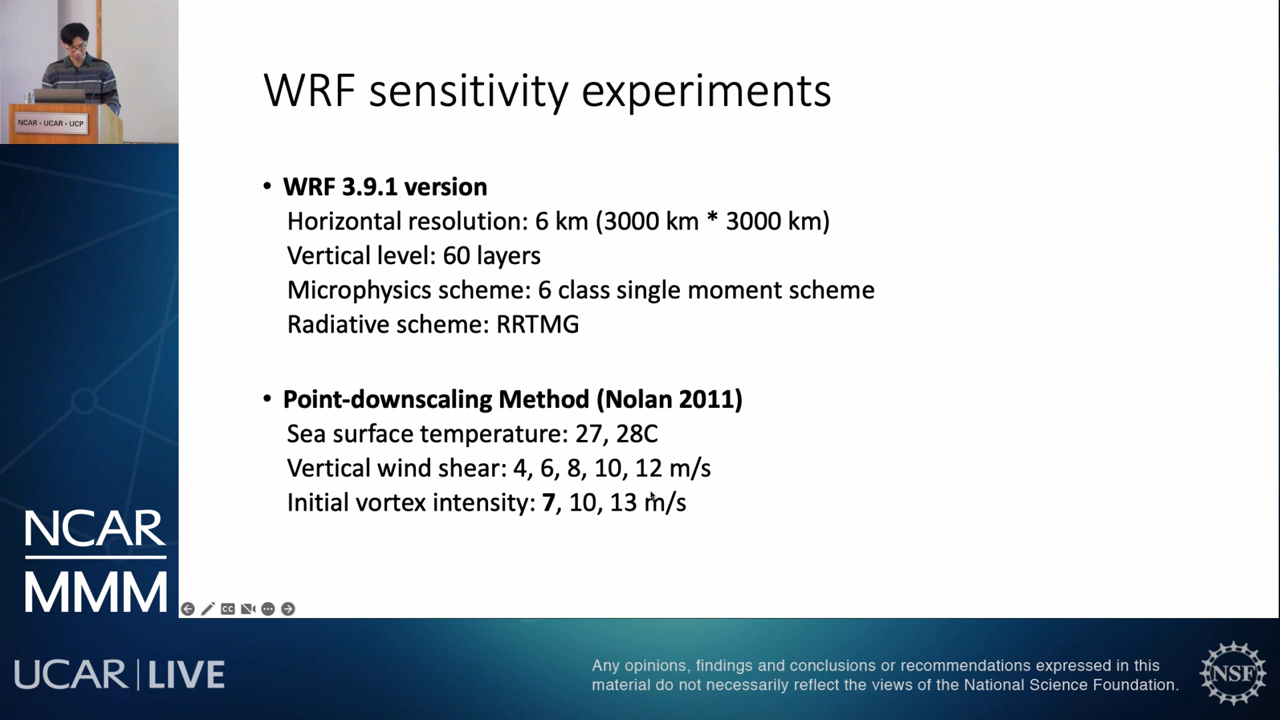 NCAR • UCAR • UCP
WRF sensitivity experiments
• WRF 3.9.1 version
Horizontal resolution: 6 km (3000 km * 3000 km)
Vertical level: 60 layers
Microphysics scheme: 6 class single moment scheme
Radiative scheme: RRTMG
• Point-downscaling Method (Nolan 2011)
Sea surface temperature: 27, 28C
Vertical wind shear: 4, 6, 8, 10, 12 m/s
Initial vortex intensity: 7, 10, 13 m/s
NCAR
MMM
CC
UCAR | LIVE
Any opinions, findings and conclusions or recommendations expressed in this
material do not necessarily reflect the views of the National Science Foundation.
NSF